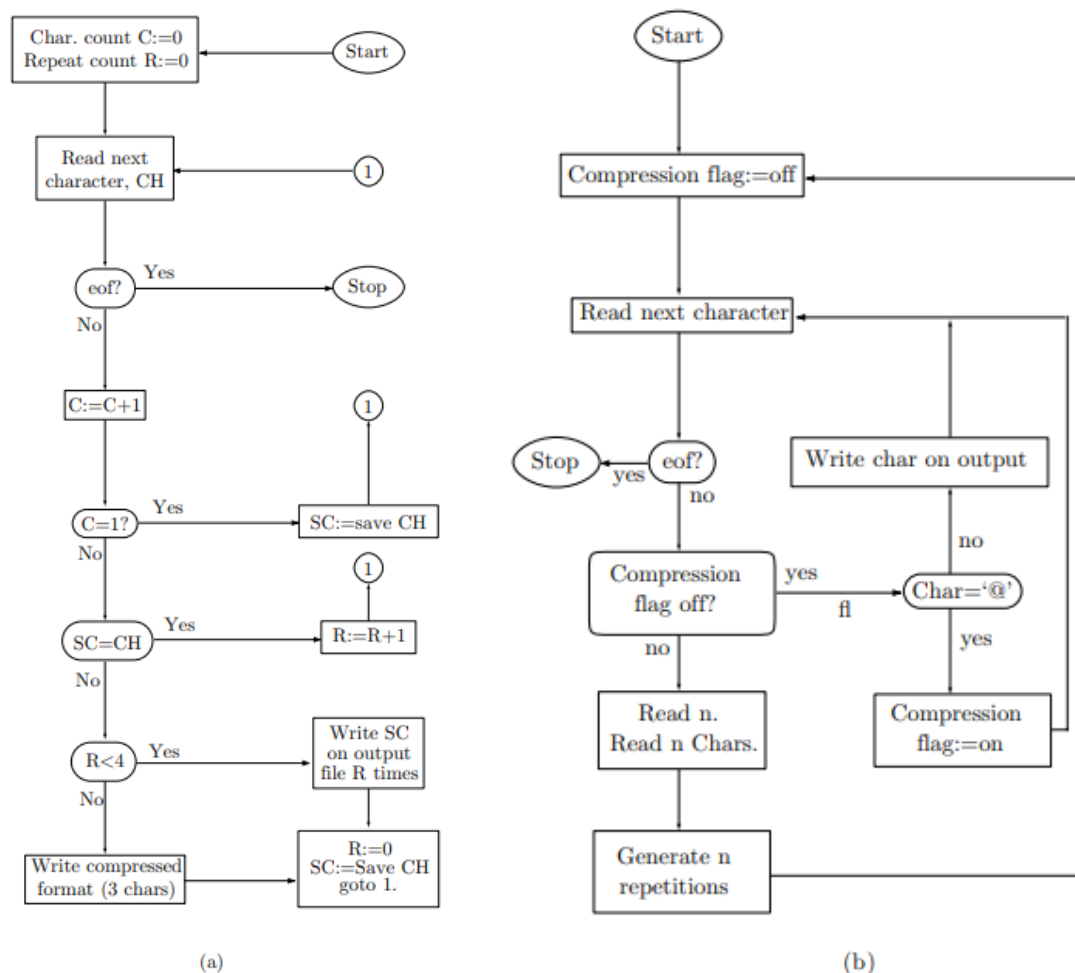 Char. count C:=0
Repeat count R:=0
Start
Read next
character, CH
1
eof?
Yes
Stop
No
C:=C+1
1
C=1?
Yes
SC:=save CH
No
1
SC=CH
Yes
R:=R+1
No
R<4
Yes
Write SC
on output
file R times
No
Write compressed
format (3 chars)
R:=0
SC:=Save CH
goto 1.
(a)
Start
Compression flag:=off
Read next character
Stop
yes
eof?
no
Write char on output
no
Compression
flag off?
yes
fl
Char=‘@’
no
yes
Read n.
Read n Chars.
Compression
flag:=on
Generate n
repetitions
(b)